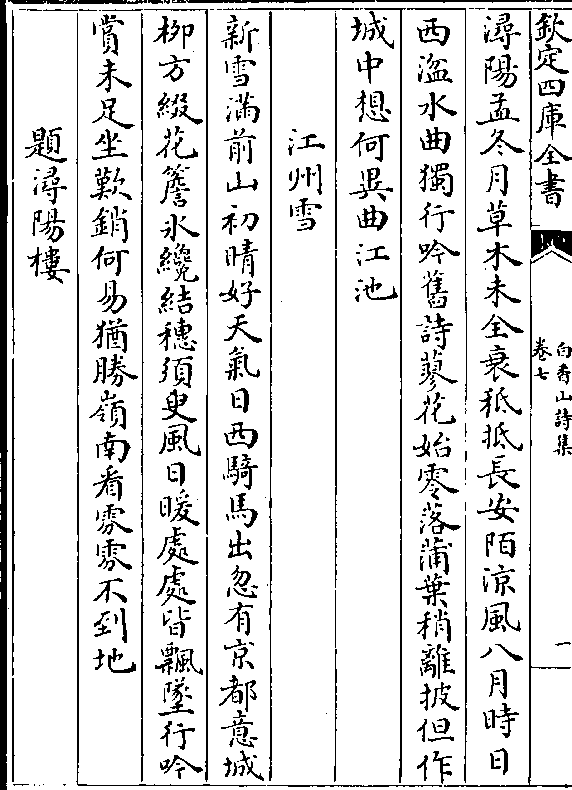 欽定四庫全書
白香山詩集
卷七
一
潯陽孟冬月草木未全衰秪抵長安陌涼風八月時日
西湓水曲獨行吟舊詩蓼花始零落蒲葉稍離披但作
城中想何異曲江池
江州雪
新雪滿前山初晴好天氣日西騎馬出忽有京都意城
柳方綴花簷氷纔結穗須臾風日暖處處皆飄墜行吟
賞未足坐歎銷何易猶勝嶺南看雰雰不到地
題潯陽樓